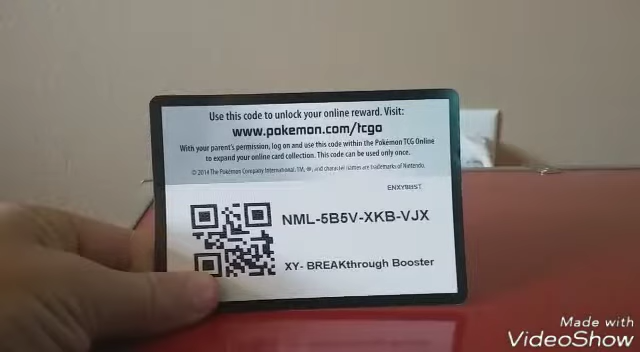 Use this code to unlock your online reward. Visit:
www.pokemon.com/tcgo
With your parent's permission, log on and use this code within the Pokémon TCG Online
to expand your online card collection. This code can be used only once.
© 2014 The Pokémon Company International. TM, ®, and character names are trademarks of Nintendo.
NML-5B5V-XKB-VJX
XY- BREAKthrough Booster
Made with
VideoShow